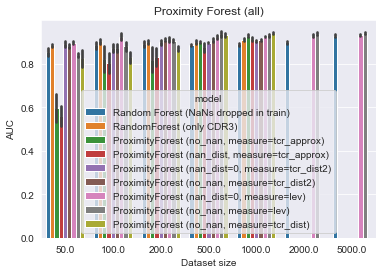 Proximity Forest (all)
AUC
0.8
0.6
0.4
0.2
0.0
model
Random Forest (NaNs dropped in train)
RandomForest (only CDR3)
ProximityForest (no_nan, measure=tcr_approx)
ProximityForest (nan_dist, measure=tcr_approx)
ProximityForest (nan_dist=0, measure=tcr_dist2)
ProximityForest (no_nan, measure=tcr_dist2)
ProximityForest (nan_dist=0, measure=lev)
ProximityForest (no_nan, measure=lev)
ProximityForest (no_nan, measure=tcr_dist)
50.0 100.0 200.0 500.0 1000.0 2000.0 5000.0
Dataset size